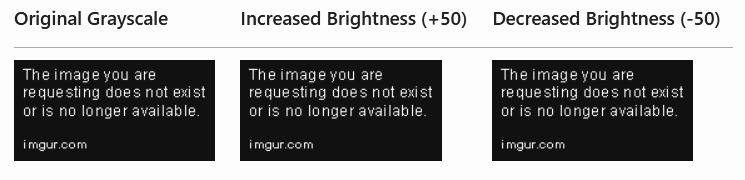 Original Grayscale
Increased Brightness (+50)
Decreased Brightness (-50)
The image you are
requesting does not exist
or is no longer available.
imgur.com
The image you are
requesting does not exist
or is no longer available.
imgur.com
The image you are
requesting does not exist
or is no longer available.
imgur.com